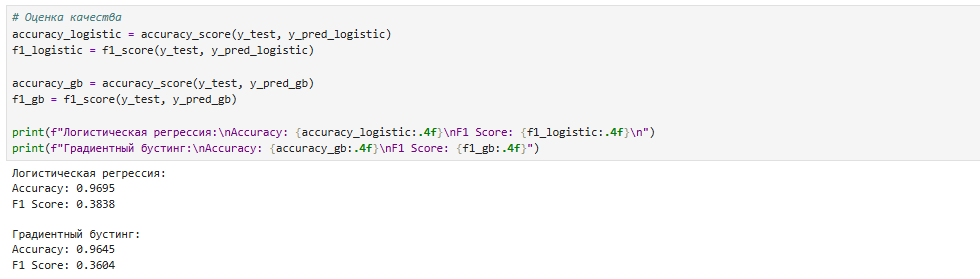 # Оценка качества
accuracy_logistic = accuracy_score(y_test, y_pred_logistic)
f1_logistic = f1_score(y_test, y_pred_logistic)
accuracy_gb = accuracy_score(y_test, y_pred_gb)
f1_gb = f1_score(y_test, y_pred_gb)
print(f"Логистическая регрессия:\nAccuracy: {accuracy_logistic:.4f}\nF1 Score: {f1_logistic:.4f}\n")
print(f"Градиентный бустинг:\nAccuracy: {accuracy_gb:.4f}\nF1 Score: {f1_gb:.4f}")
Логистическая регрессия:
Accuracy: 0.9695
F1 Score: 0.3838
Градиентный бустинг:
Accuracy: 0.9645
F1 Score: 0.3604